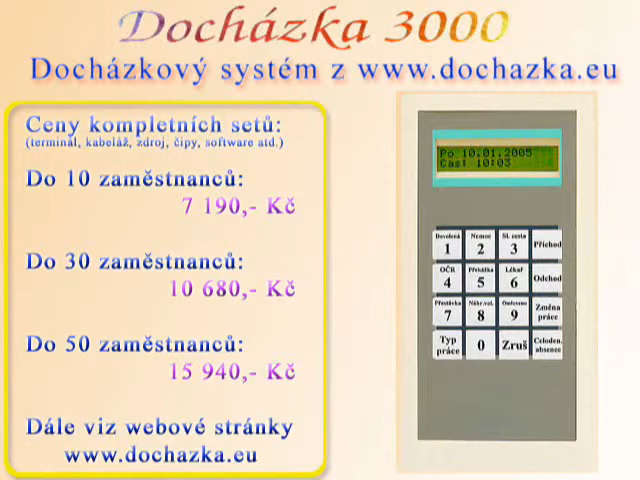 Docházka 3000
Docházkový systém z www.dochazka.eu
Ceny kompletních setů:
(terminál, kabeláž, zdroj, čipy, software atd.)
Do 10 zaměstnanců:
7 190,- Kč
Do 30 zaměstnanců:
10 680,- Kč
Do 50 zaměstnanců:
15 940,- Kč
Dále viz webové stránky
www.dochazka.eu
Po 10.01.2005
Cas: 10:03
Dovolená Nemoc Sl. cesta
1 2 3 Příchod
OČR Překážka Lékař
4 5 6 Odchod
Přestávka Náhr.vol. Omluveno
7 8 9 Změna práce
Typ práce 0 Zruš Celoden. absence